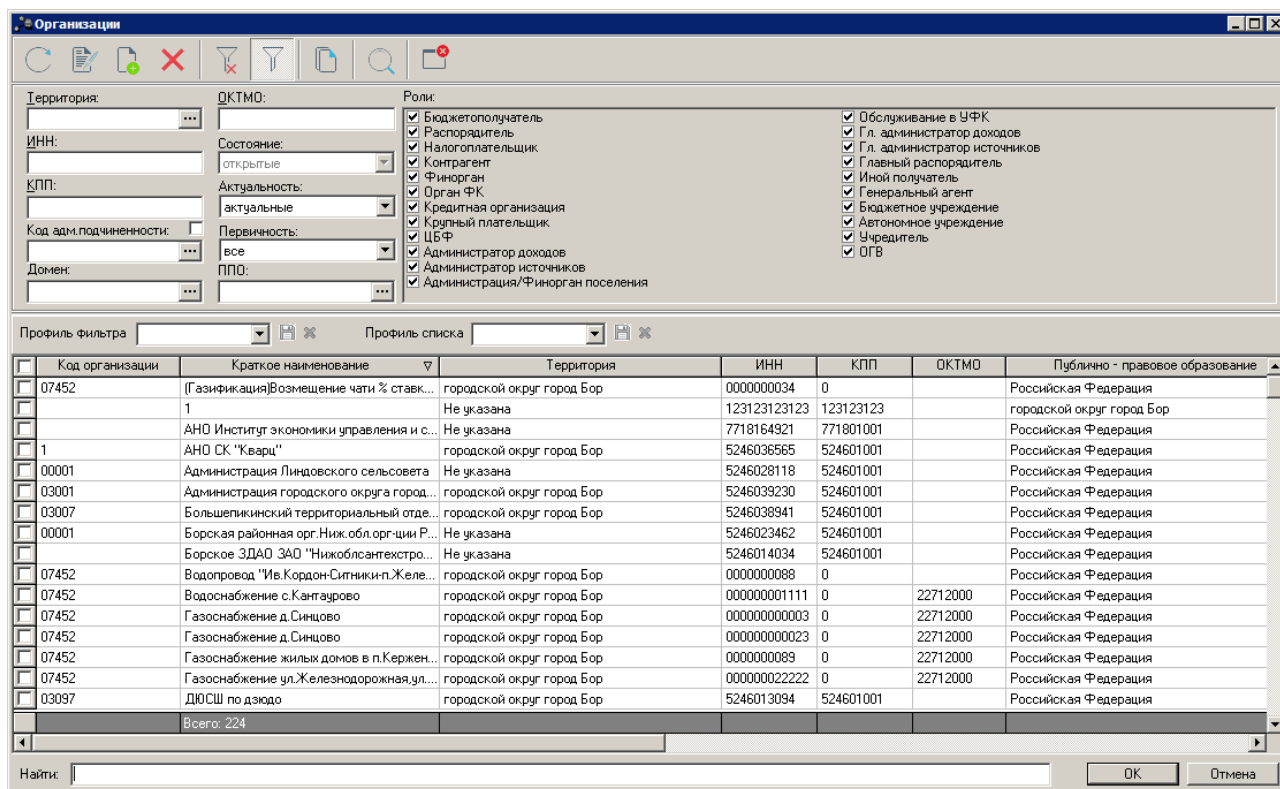 Организации
Территория: ОКТМО: Роли:
ИНН: Состояние:
открытые
КПП: Актуальность:
актуальные
Код адм.подчиненности: Первичность:
все
Домен: ППО:
Бюджетополучатель
Распорядитель
Налогоплательщик
Контрагент
Финорган
Орган ФК
Кредитная организация
Крупный плательщик
ЦБФ
Администратор доходов
Администратор источников
Администрация/Финорган поселения
Обслуживание в УФК
Гл. администратор доходов
Гл. администратор источников
Главный распорядитель
Иной получатель
Генеральный агент
Бюджетное учреждение
Автономное учреждение
Учредитель
ОГВ
Профиль фильтра Профиль списка
Код организации Краткое наименование Территория ИНН КПП ОКТМО Публично - правовое образование
07452 (Газификация)Возмещение чати % ставк... городской округ город Бор 0000000034 0 Российская Федерация
1 Не указана 123123123123 123123123 городской округ город Бор
АНО Институт экономики управления и с... Не указана 7718164921 771801001 Российская Федерация
1 АНО СК "Кварц" городской округ город Бор 5246036565 524601001 Российская Федерация
00001 Администрация Линдовского сельсовета Не указана 5246028118 524601001 Российская Федерация
03001 Администрация городского округа город... городской округ город Бор 5246039230 524601001 Российская Федерация
03007 Большепикинский территориальный отде... городской округ город Бор 5246038941 524601001 Российская Федерация
00001 Борская районная орг.Ниж.обл.орг-ции Р... Не указана 5246023462 524601001 Российская Федерация
Борское ЗДАО ЗАО "Нижоблсантехстро... Не указана 5246014034 524601001 Российская Федерация
07452 Водопровод "Ив.Кордон-Ситники-п.Желе... городской округ город Бор 0000000088 0 Российская Федерация
07452 Водоснабжение с.Кантаурово городской округ город Бор 000000001111 0 22712000 Российская Федерация
07452 Газоснабжение д.Синцово городской округ город Бор 000000000003 0 22712000 Российская Федерация
07452 Газоснабжение д.Синцово городской округ город Бор 000000000023 0 22712000 Российская Федерация
07452 Газоснабжение жилых домов в п.Кержен... городской округ город Бор 0000000089 0 22712000 Российская Федерация
07452 Газоснабжение ул.Железнодорожная,ул.... городской округ город Бор 000000022222 0 22712000 Российская Федерация
03097 ДЮСШ по дзюдо городской округ город Бор 5246013094 524601001 Российская Федерация
Всего: 224
Найти: OK Отмена